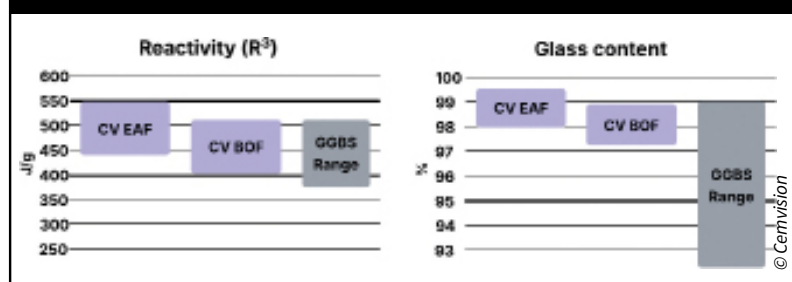 Reactivity (R³)
600
550
500
450
400
350
300
250
J/g
CV EAF
CV BOF
GGBS
Range
Glass content
100
99
98
97
96
95
94
93
%
CV EAF
CV BOF
GGBS
Range
© Cemvision